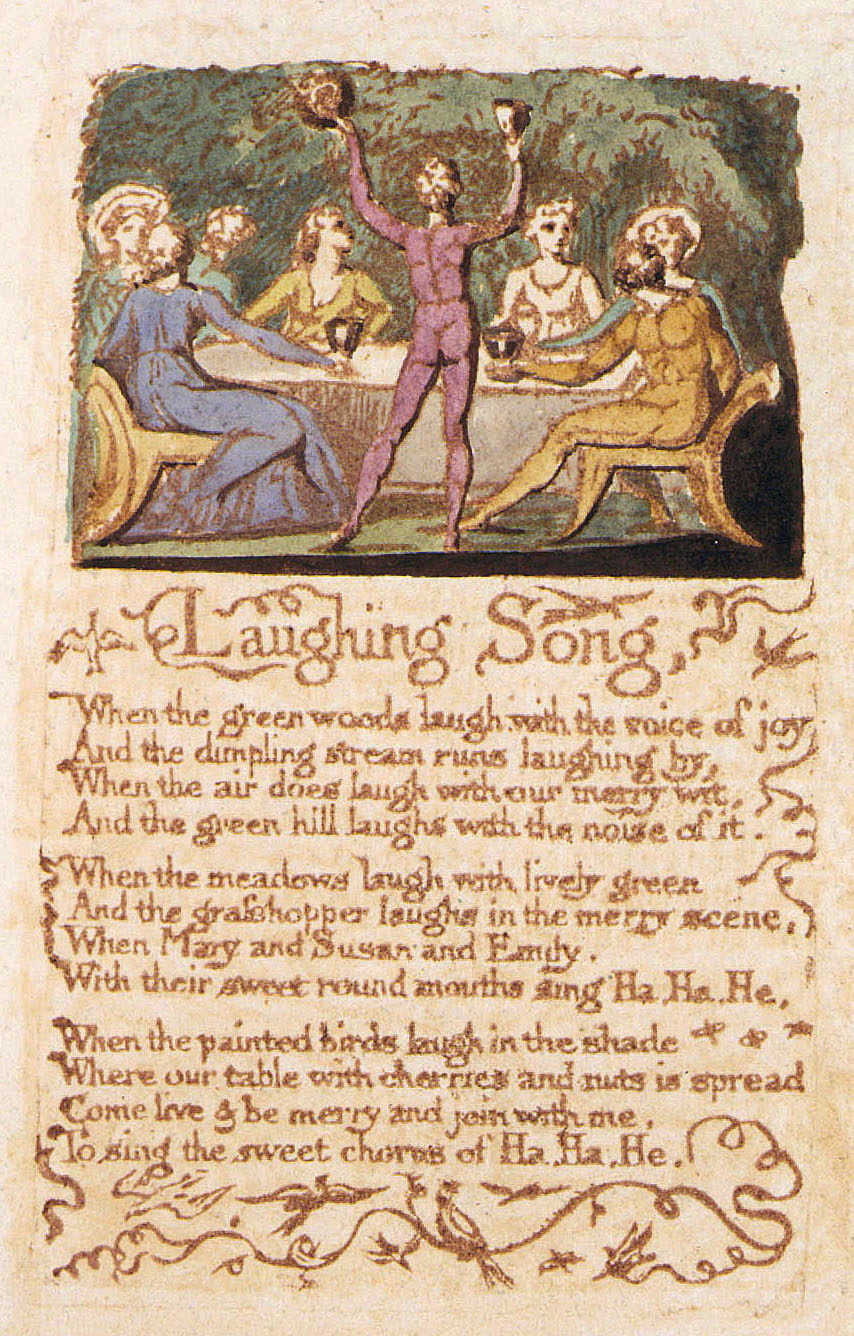 Laughing Song,
When the green woods laugh with the voice of joy
And the dimpling stream runs laughing by,
When the air does laugh with our merry wit,
And the green hill laughs with the noise of it.
When the meadows laugh with lively green
And the grasshopper laughs in the merry scene,
When Mary and Susan and Emily.
With their sweet round mouths sing Ha, Ha, He.
When the painted birds laugh in the shade
Where our table with cherries and nuts is spread
Come live & be merry and join with me,
To sing the sweet chorus of Ha, Ha, He.